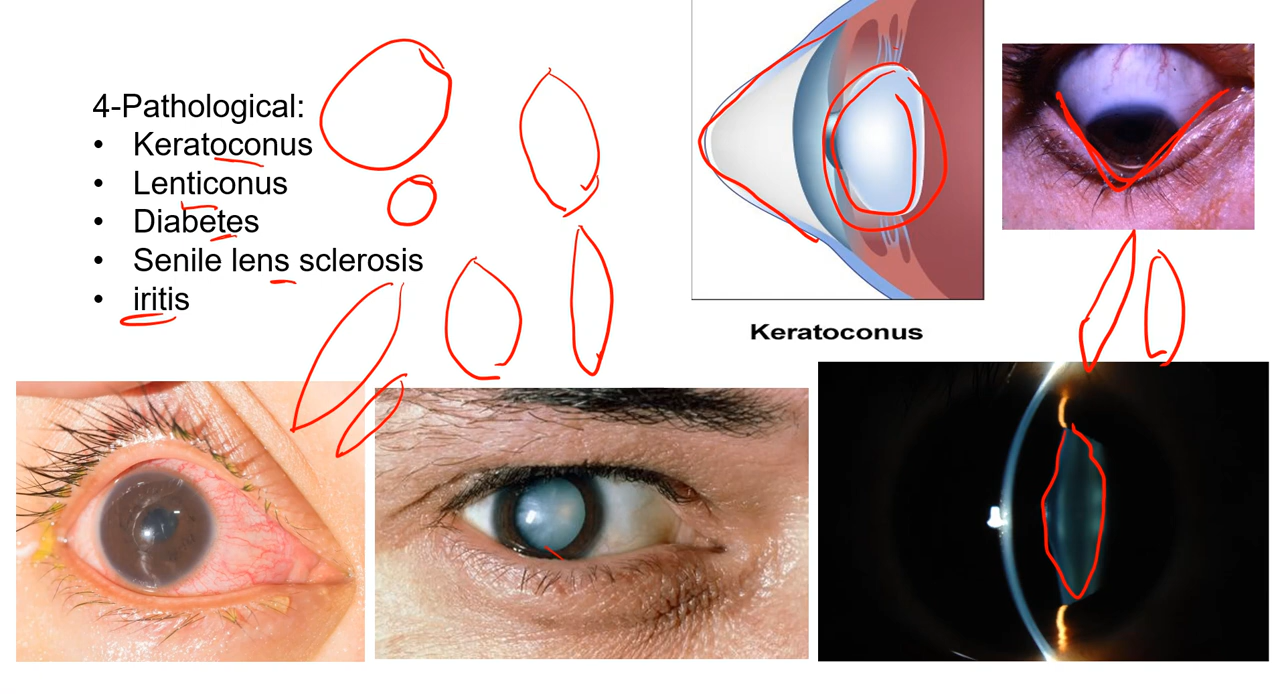 4-Pathological:
• Keratoconus
• Lenticonus
• Diabetes
• Senile lens sclerosis
• iritis
Keratoconus